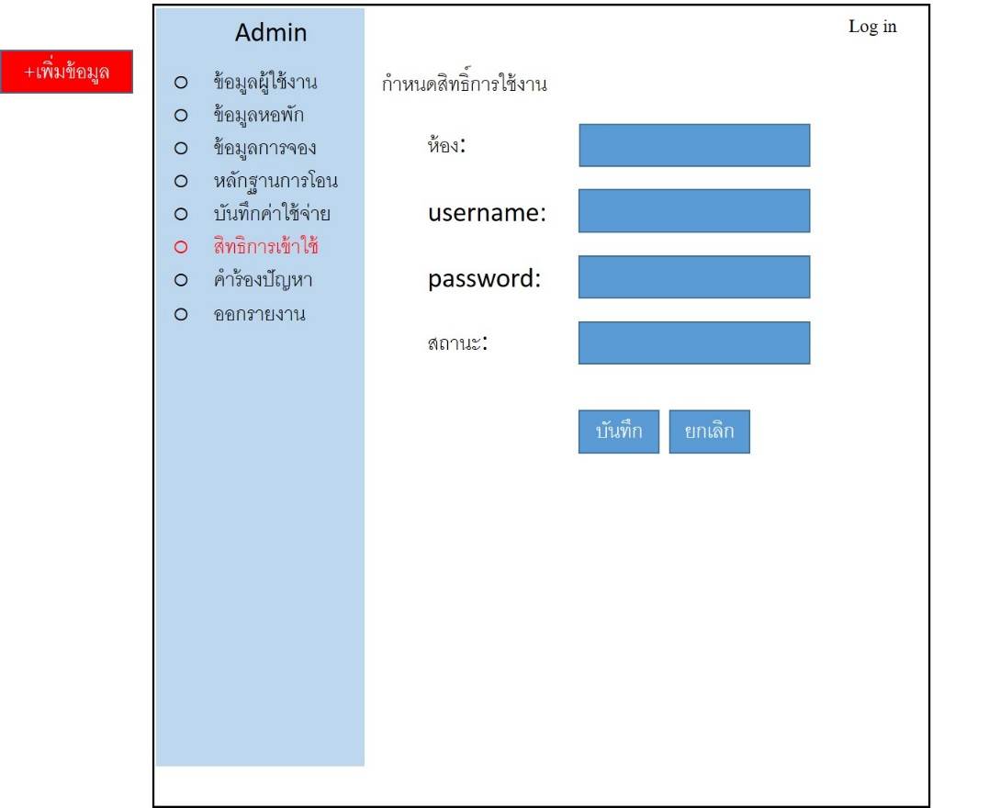 +เพิ่มข้อมูล
Admin
ข้อมูลผู้ใช้งาน
ข้อมูลหอพัก
ข้อมูลการจอง
หลักฐานการโอน
บันทึกค่าใช้จ่าย
สิทธิการเข้าใช้
คำร้องปัญหา
ออกรายงาน
Log in
กำหนดสิทธิ์การใช้งาน
ห้อง:
username:
password:
สถานะ:
บันทึก ยกเลิก